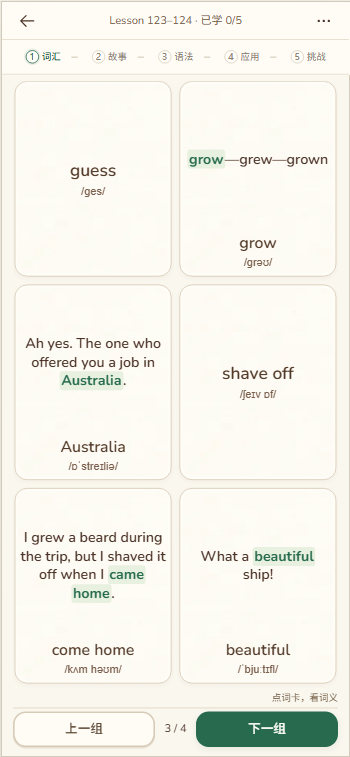 Lesson 123–124 · 已学 0/5
1 词汇 – 2 故事 – 3 语法 – 4 应用 – 5 挑战
guess
/ges/
grow—grew—grown
grow
/ɡrəʊ/
Ah yes. The one who
offered you a job in
Australia.
Australia
/ɒˈstreɪliə/
shave off
/ʃeɪv ɒf/
I grew a beard during
the trip, but I shaved it
off when I came
home.
come home
/kʌm həʊm/
What a beautiful
ship!
beautiful
/ˈbjuːtɪfl/
点词卡，看词义
上一组
3 / 4
下一组